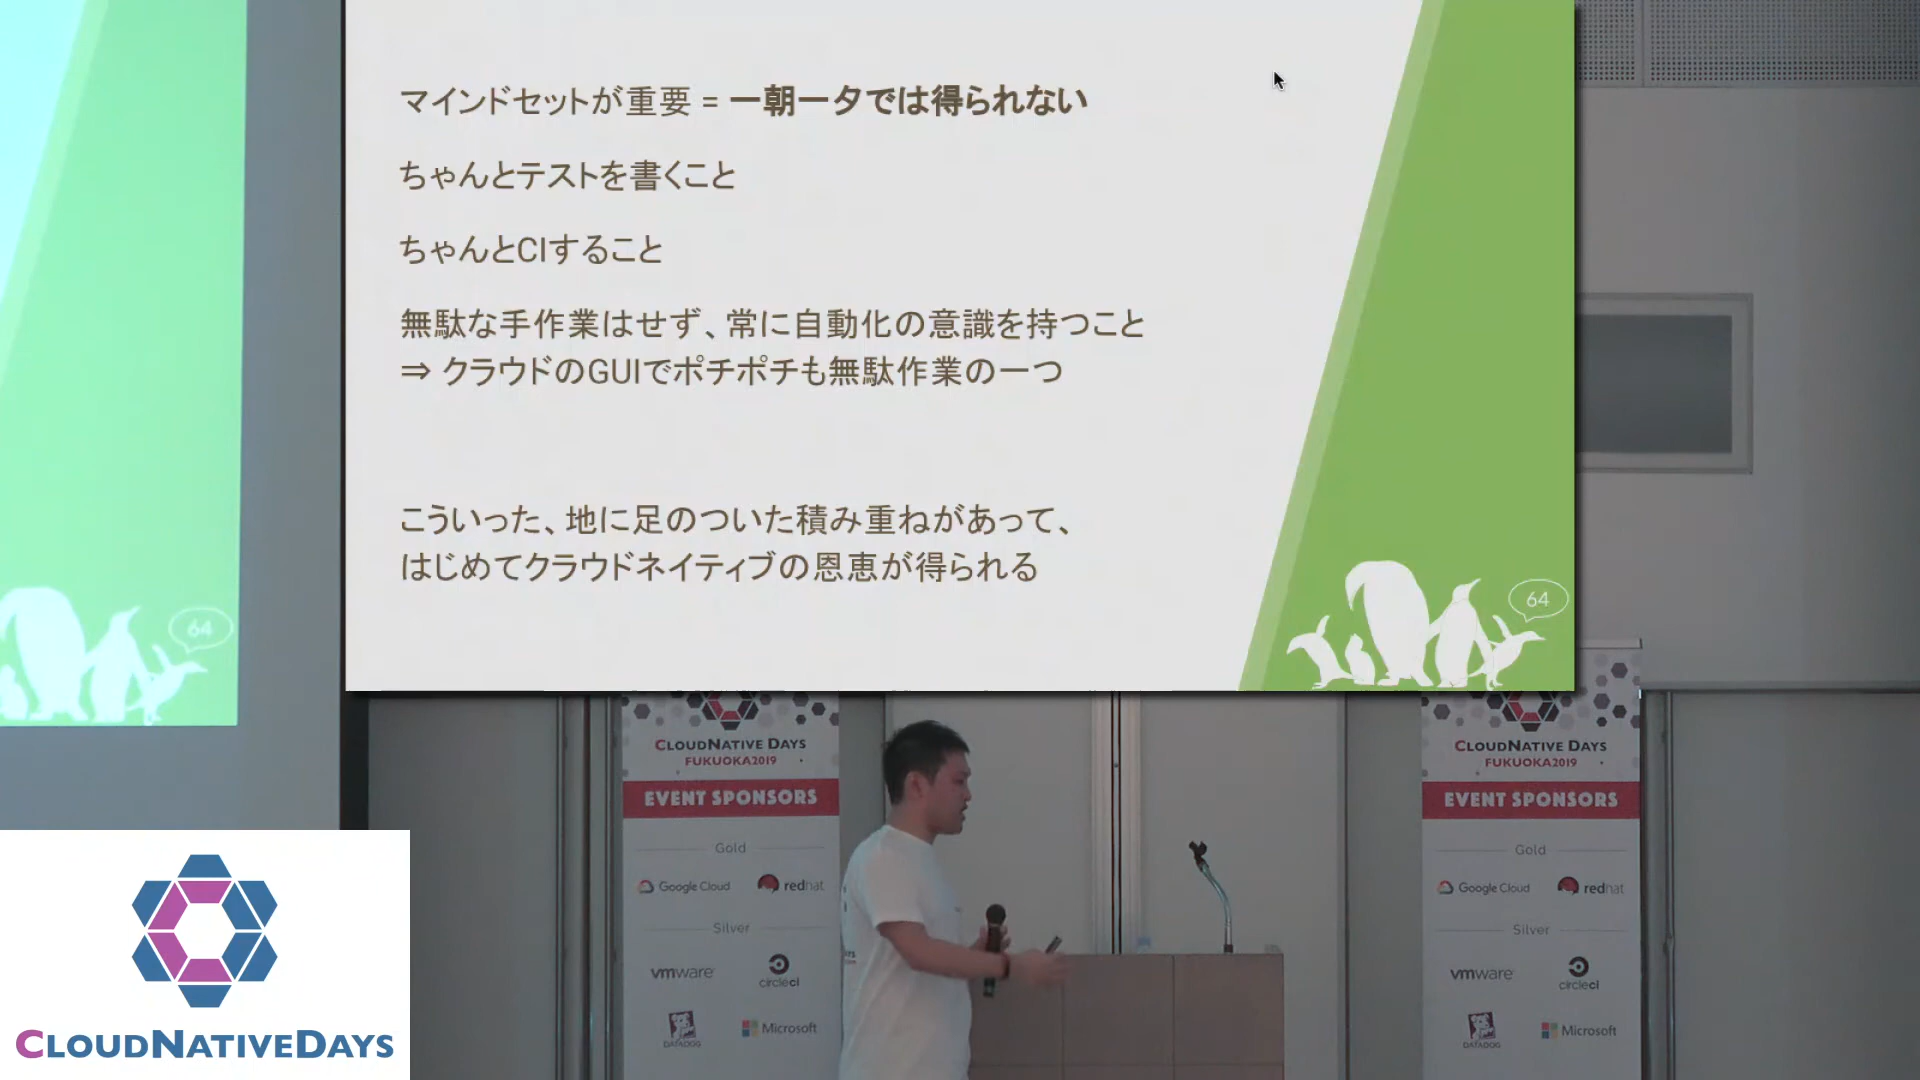 マインドセットが重要 = 一朝一夕では得られない
ちゃんとテストを書くこと
ちゃんとCIすること
無駄な手作業はせず、常に自動化の意識を持つこと
⇒ クラウドのGUIでポチポチも無駄作業の一つ
こういった、地に足のついた積み重ねがあって、
はじめてクラウドネイティブの恩恵が得られる
64
64
CLOUDNATIVE DAYS
FUKUOKA2019
EVENT SPONSORS
Gold
Google Cloud
redhat
Silver
vmware
circleci
DATADOG
Microsoft
CLOUDNATIVE DAYS
FUKUOKA2019
EVENT SPONSORS
Gold
Google Cloud
redhat
Silver
vmware
circleci
DATADOG
Microsoft
CLOUDNATIVEDAYS